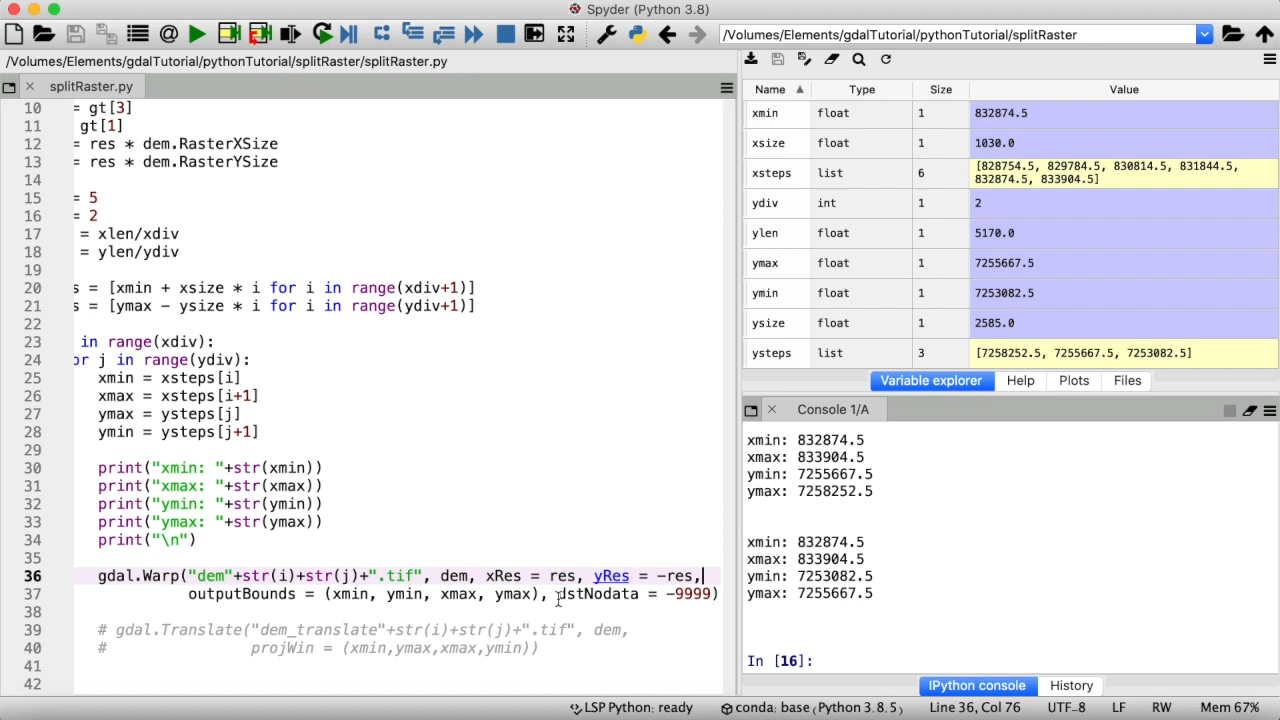 Spyder (Python 3.8)
/Volumes/Elements/gdalTutorial/pythonTutorial/splitRaster
/Volumes/Elements/gdalTutorial/pythonTutorial/splitRaster/splitRaster.py
splitRaster.py
10 = gt[3]
11 gt[1]
12 = res * dem.RasterXSize
13 = res * dem.RasterYSize
14
15 = 5
16 = 2
17 = xlen/xdiv
18 = ylen/ydiv
19
20 s = [xmin + xsize * i for i in range(xdiv+1)]
21 s = [ymax - ysize * i for i in range(ydiv+1)]
22
23 in range(xdiv):
24 or j in range(ydiv):
25 xmin = xsteps[i]
26 xmax = xsteps[i+1]
27 ymax = ysteps[j]
28 ymin = ysteps[j+1]
29
30 print("xmin: "+str(xmin))
31 print("xmax: "+str(xmax))
32 print("ymin: "+str(ymin))
33 print("ymax: "+str(ymax))
34 print("\n")
35
36 gdal.Warp("dem"+str(i)+str(j)+".tif", dem, xRes = res, yRes = -res,
37 outputBounds = (xmin, ymin, xmax, ymax), dstNodata = -9999)
38
39 # gdal.Translate("dem_translate"+str(i)+str(j)+".tif", dem,
40 # projWin = (xmin,ymax,xmax,ymin))
41
42
Name Type Size Value
xmin float 1 832874.5
xsize float 1 1030.0
xsteps list 6 [828754.5, 829784.5, 830814.5, 831844.5,
832874.5, 833904.5]
ydiv int 1 2
ylen float 1 5170.0
ymax float 1 7255667.5
ymin float 1 7253082.5
ysize float 1 2585.0
ysteps list 3 [7258252.5, 7255667.5, 7253082.5]
Variable explorer Help Plots Files
Console 1/A
xmin: 832874.5
xmax: 833904.5
ymin: 7255667.5
ymax: 7258252.5
xmin: 832874.5
xmax: 833904.5
ymin: 7253082.5
ymax: 7255667.5
In [16]:
IPython console History
LSP Python: ready conda: base (Python 3.8.5) Line 36, Col 76 UTF-8 LF RW Mem 67%